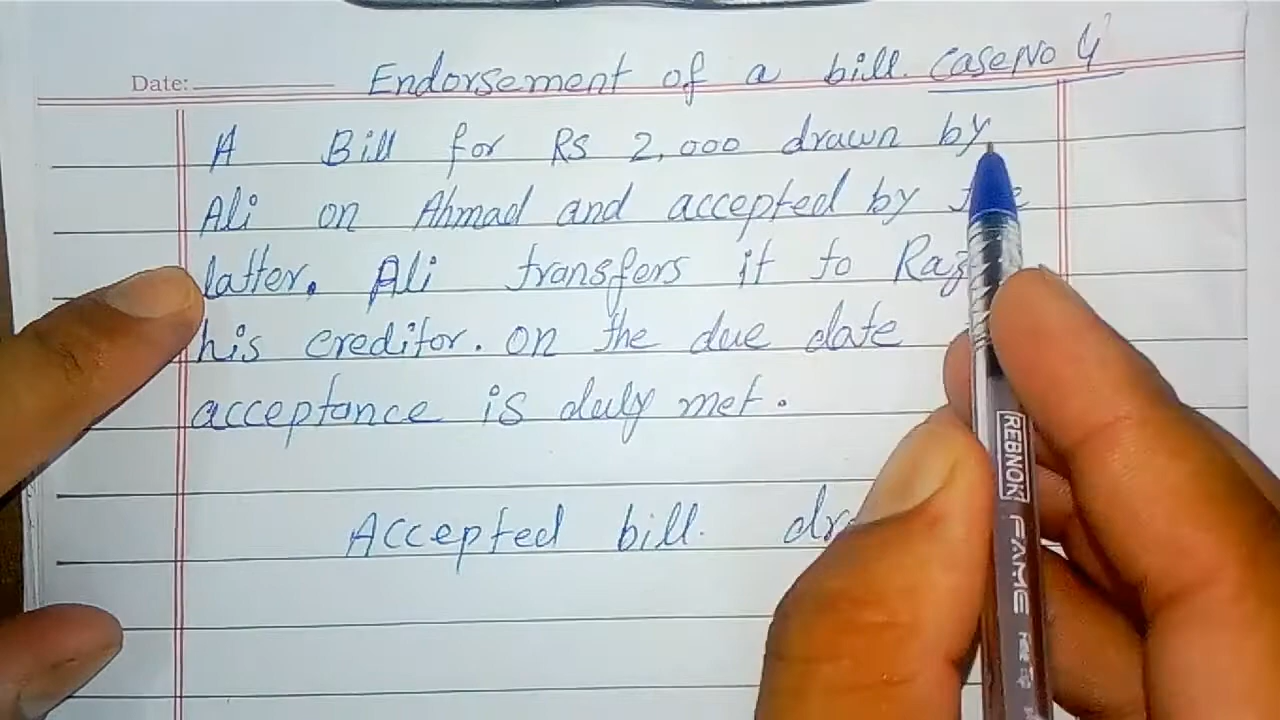 Date: Endorsement of a bill. Case No 4
A Bill for Rs 2,000 drawn by
Ali on Ahmad and accepted by
latter. Ali transfers it to
his creditor. on the due date
acceptance is duly met.
Accepted bill.
REBNOK FAME